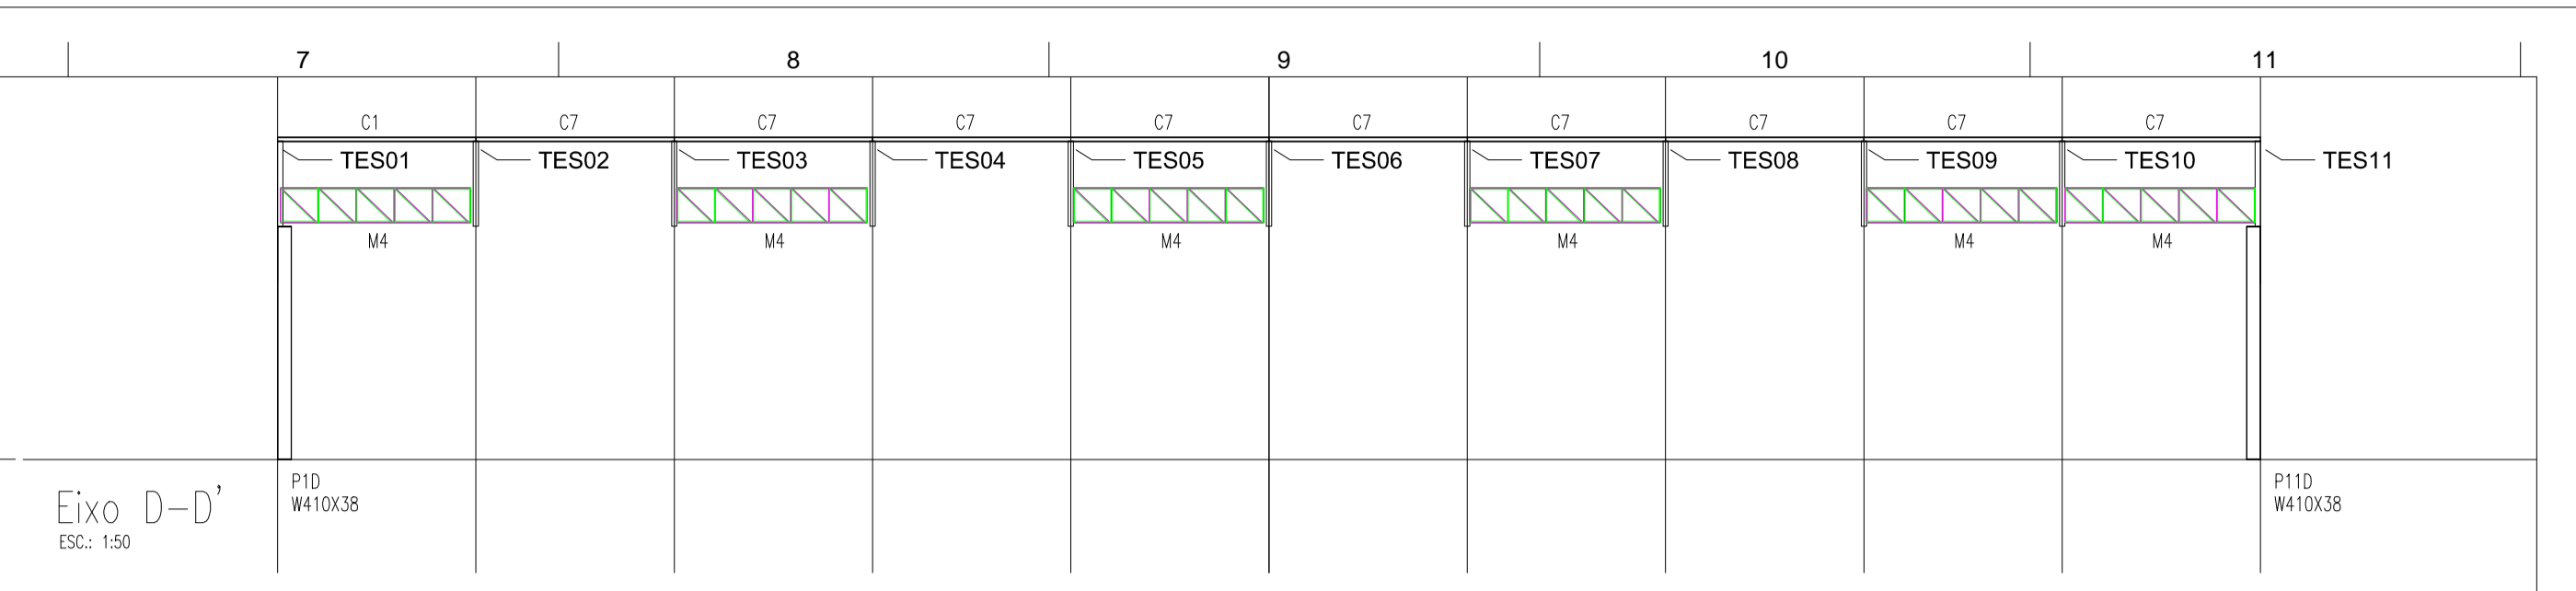 7 8 9 10 11
C1 C7 C7 C7 C7 C7 C7 C7 C7 C7
TES01 TES02 TES03 TES04 TES05 TES06 TES07 TES08 TES09 TES10 TES11
M4 M4 M4 M4 M4 M4
P1D
W410X38
P11D
W410X38
Eixo D-D'
ESC.: 1:50